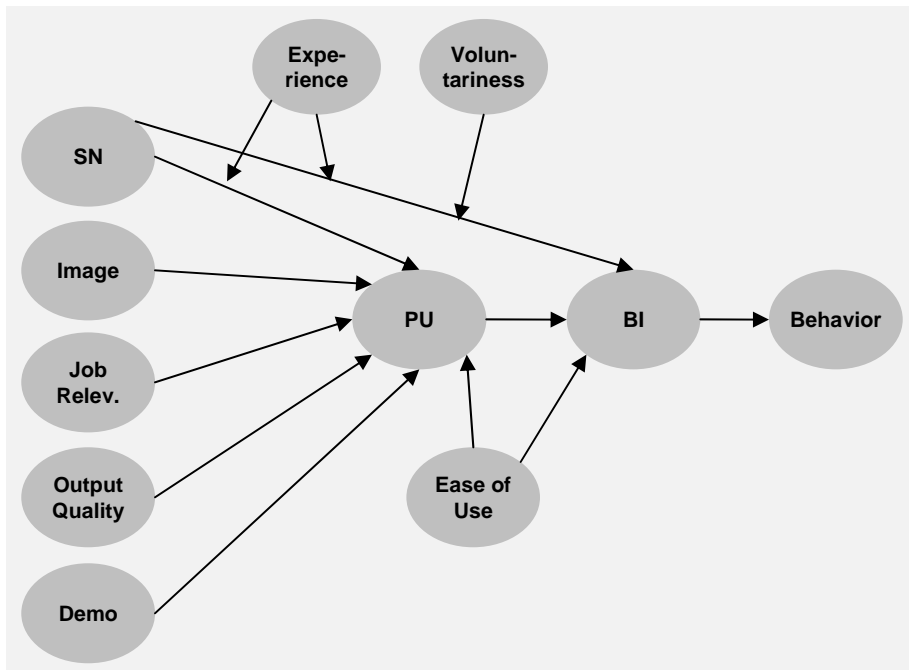 Expe-
rience
Volun-
tariness
SN
Image
PU
BI
Behavior
Job
Relev.
Output
Quality
Ease of
Use
Demo